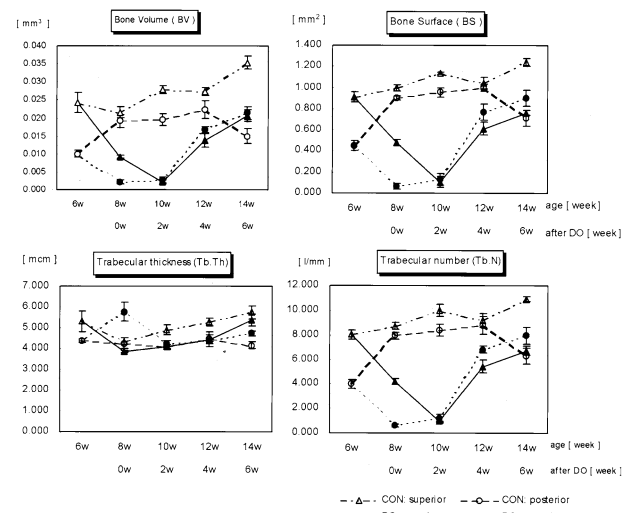 Bone Volume ( BV )
[ mm³ ]
0.040
0.035
0.030
0.025
0.020
0.015
0.010
0.005
0.000
6w 8w 10w 12w 14w
0w 2w 4w 6w
Bone Surface ( BS )
[ mm² ]
1.400
1.200
1.000
0.800
0.600
0.400
0.200
0.000
6w 8w 10w 12w 14w age [ week ]
0w 2w 4w 6w after DO [ week ]
Trabecular thickness (Tb.Th)
[ mcm ]
7.000
6.000
5.000
4.000
3.000
2.000
1.000
0.000
6w 8w 10w 12w 14w
0w 2w 4w 6w
Trabecular number (Tb.N)
[ l/mm ]
12.000
10.000
8.000
6.000
4.000
2.000
0.000
6w 8w 10w 12w 14w age [ week ]
0w 2w 4w 6w after DO [ week ]
CON: superior CON: posterior